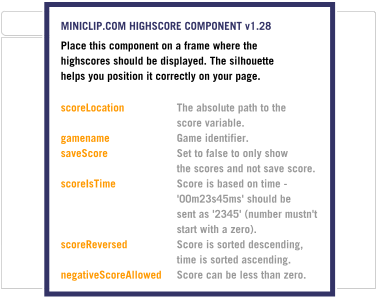 MINICLIP.COM HIGHSCORE COMPONENT v1.28
Place this component on a frame where the
highscores should be displayed. The silhouette
helps you position it correctly on your page.
scoreLocation The absolute path to the
score variable.
gamename Game identifier.
saveScore Set to false to only show
the scores and not save score.
scoreIsTime Score is based on time -
'00m23s45ms' should be
sent as '2345' (number mustn't
start with a zero).
scoreReversed Score is sorted descending,
time is sorted ascending.
negativeScoreAllowed Score can be less than zero.